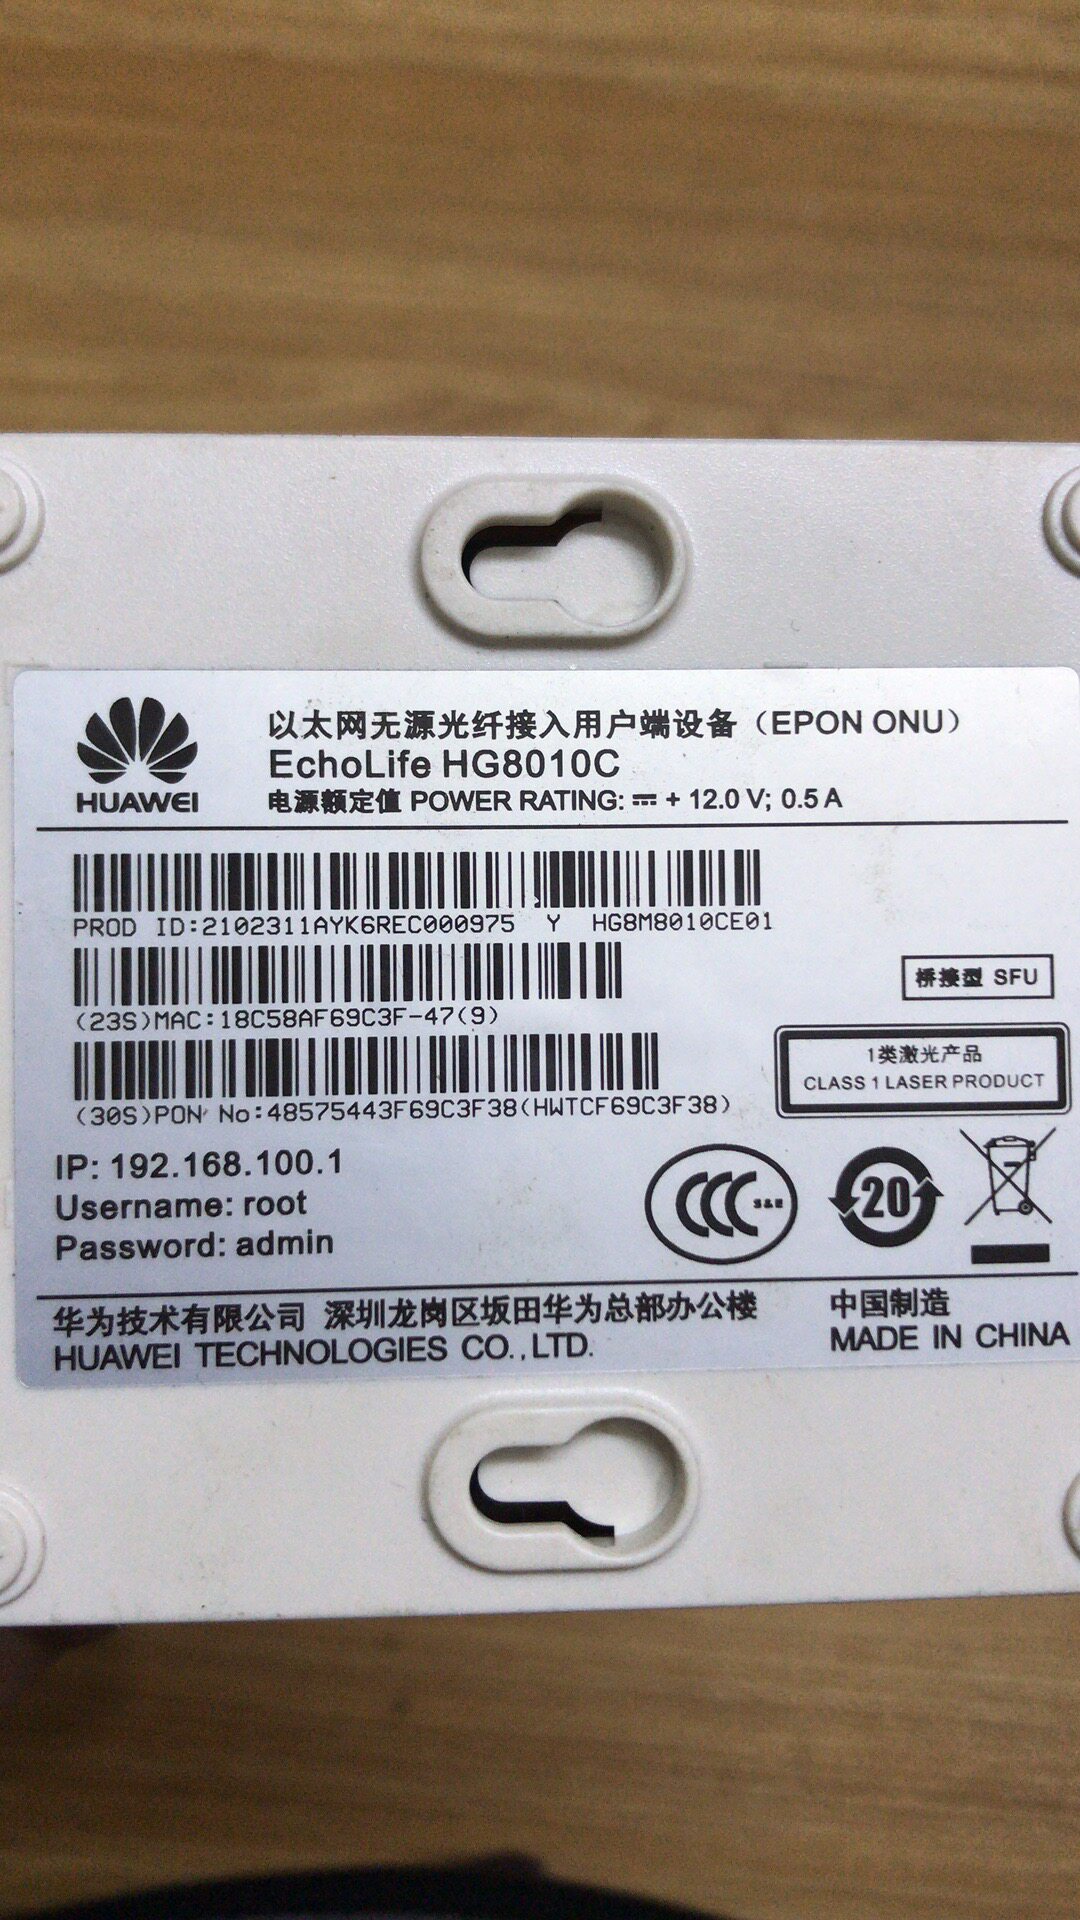 HUAWEI
以太网无源光纤接入用户端设备（EPON ONU）
EchoLife HG8010C
电源额定值 POWER RATING: ⎓ + 12.0 V; 0.5 A
PROD ID:2102311AYK6REC000975 Y HG8M8010CE01
(23S)MAC:18C58AF69C3F-47(9)
桥接型 SFU
(30S)PON No:48575443F69C3F38(HWTCF69C3F38)
1类激光产品
CLASS 1 LASER PRODUCT
IP: 192.168.100.1
Username: root
Password: admin
CCC S&E
20
华为技术有限公司 深圳龙岗区坂田华为总部办公楼
HUAWEI TECHNOLOGIES CO.,LTD.
中国制造
MADE IN CHINA